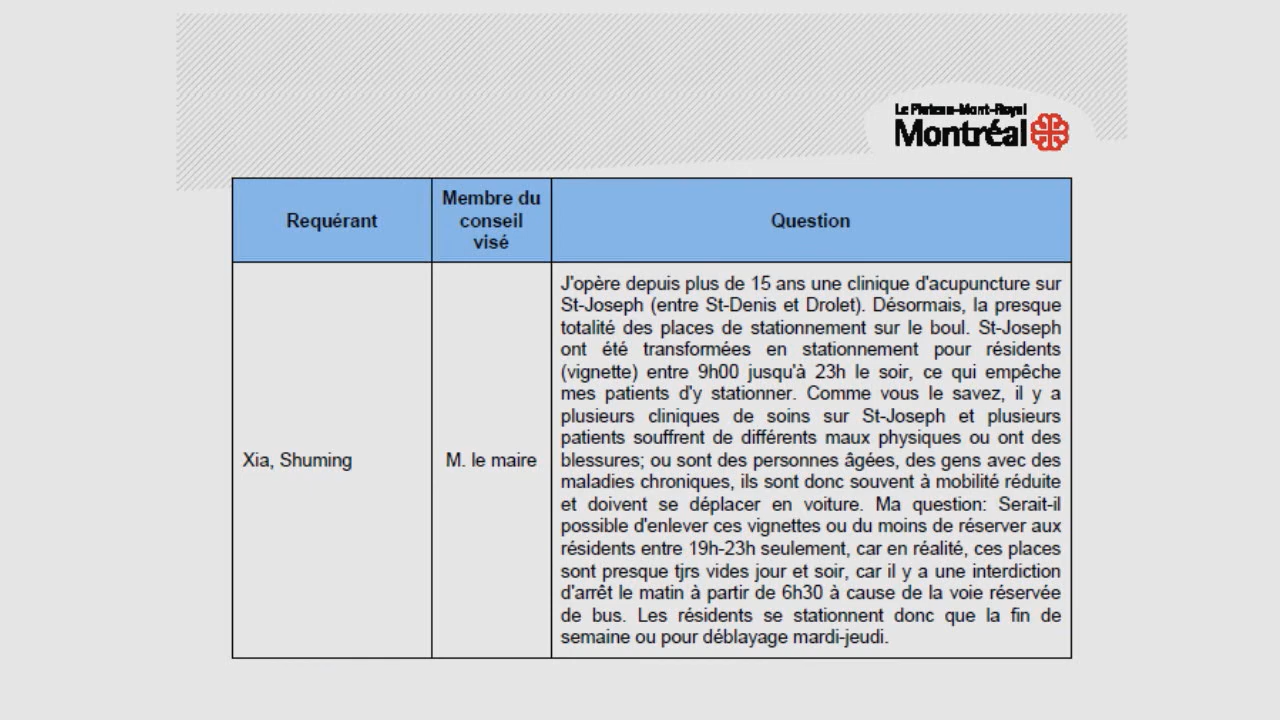 Le Plateau-Mont-Royal
Montréal
Requérant
Membre du
conseil
visé
Question
Xia, Shuming
M. le maire
J'opère depuis plus de 15 ans une clinique d'acupuncture sur
St-Joseph (entre St-Denis et Drolet). Désormais, la presque
totalité des places de stationnement sur le boul. St-Joseph
ont été transformées en stationnement pour résidents
(vignette) entre 9h00 jusqu'à 23h le soir, ce qui empêche
mes patients d'y stationner. Comme vous le savez, il y a
plusieurs cliniques de soins sur St-Joseph et plusieurs
patients souffrent de différents maux physiques ou ont des
blessures; ou sont des personnes âgées, des gens avec des
maladies chroniques, ils sont donc souvent à mobilité réduite
et doivent se déplacer en voiture. Ma question: Serait-il
possible d'enlever ces vignettes ou du moins de réserver aux
résidents entre 19h-23h seulement, car en réalité, ces places
sont presque tjrs vides jour et soir, car il y a une interdiction
d'arrêt le matin à partir de 6h30 à cause de la voie réservée
de bus. Les résidents se stationnent donc que la fin de
semaine ou pour déblayage mardi-jeudi.